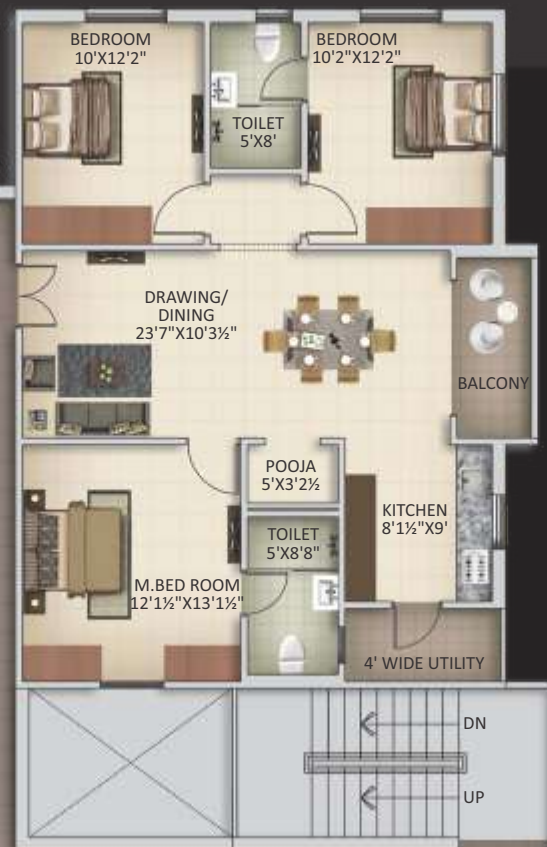 BEDROOM
10'X12'2"
BEDROOM
10'2"X12'2"
TOILET
5'X8'
DRAWING/
DINING
23'7"X10'3½"
BALCONY
POOJA
5'X3'2½
KITCHEN
8'1½"X9'
TOILET
5'X8'8"
M.BED ROOM
12'1½"X13'1½"
4' WIDE UTILITY
DN
UP